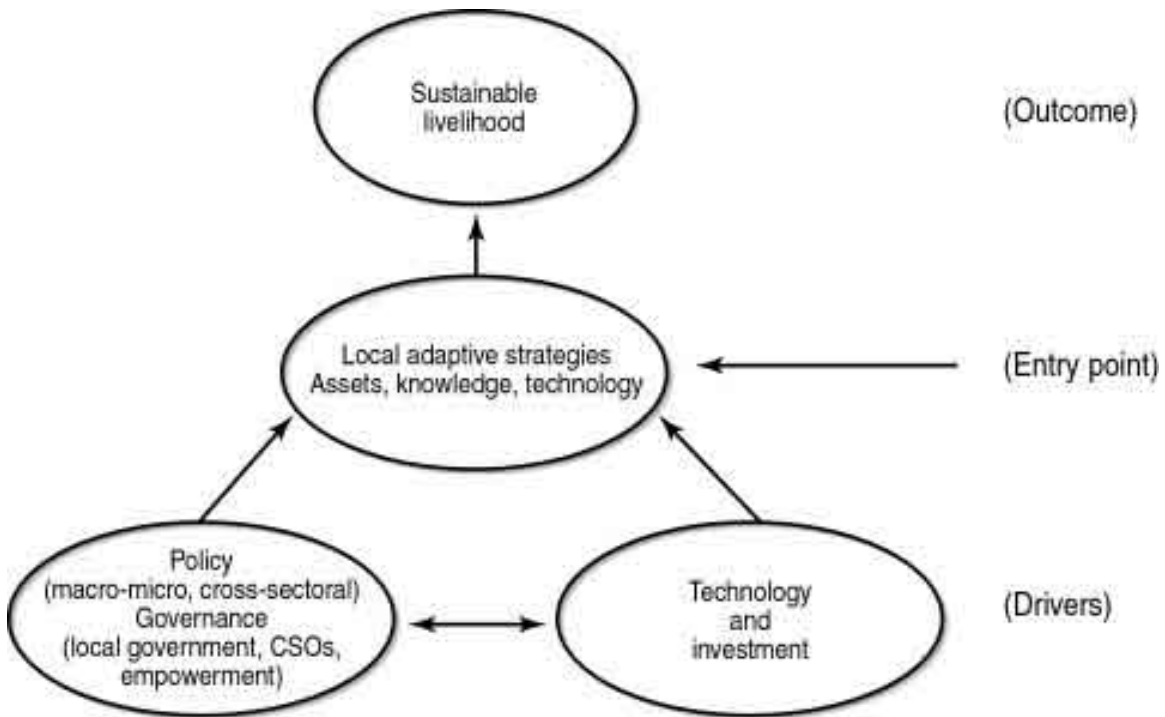 Sustainable
livelihood
(Outcome)
Local adaptive strategies
Assets, knowledge, technology
(Entry point)
Policy
(macro-micro, cross-sectoral)
Governance
(local government, CSOs,
empowerment)
Technology
and
investment
(Drivers)